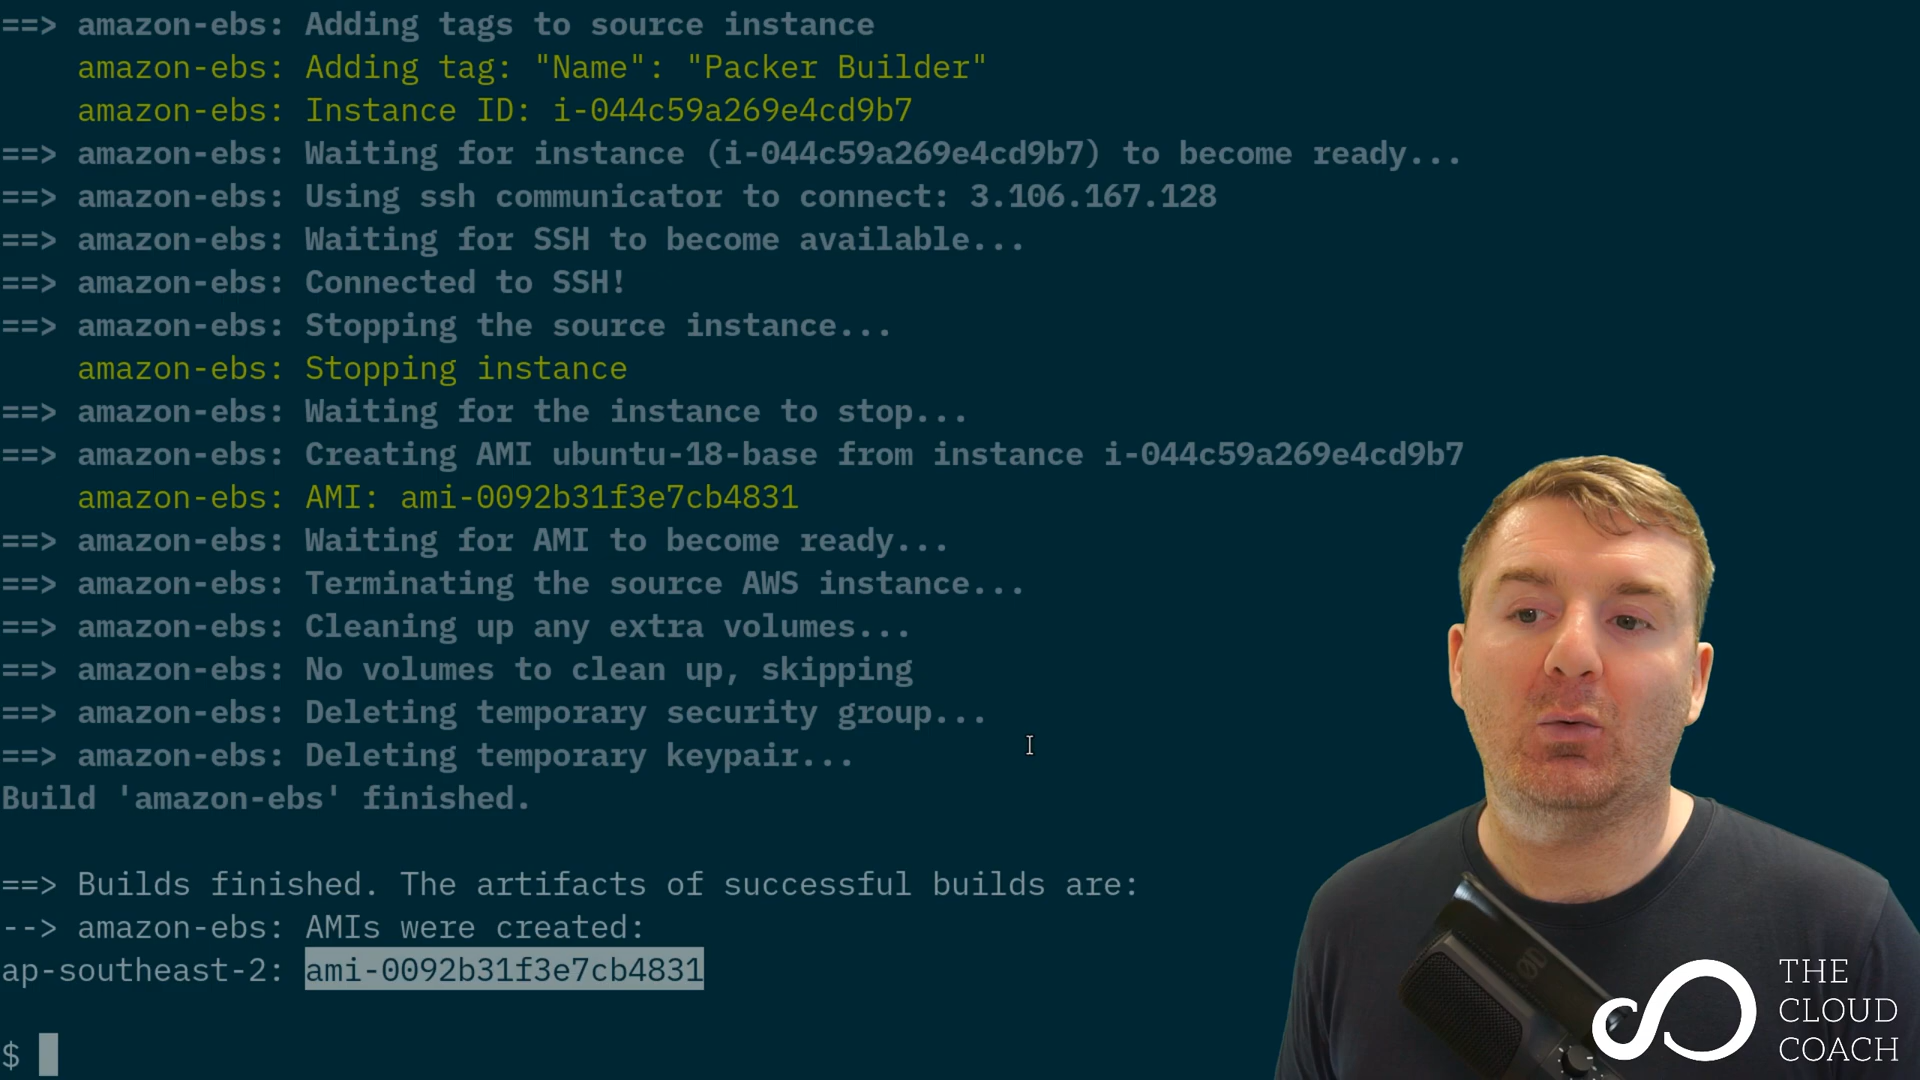 ==> amazon-ebs: Adding tags to source instance
    amazon-ebs: Adding tag: "Name": "Packer Builder"
    amazon-ebs: Instance ID: i-044c59a269e4cd9b7
==> amazon-ebs: Waiting for instance (i-044c59a269e4cd9b7) to become ready...
==> amazon-ebs: Using ssh communicator to connect: 3.106.167.128
==> amazon-ebs: Waiting for SSH to become available...
==> amazon-ebs: Connected to SSH!
==> amazon-ebs: Stopping the source instance...
    amazon-ebs: Stopping instance
==> amazon-ebs: Waiting for the instance to stop...
==> amazon-ebs: Creating AMI ubuntu-18-base from instance i-044c59a269e4cd9b7
    amazon-ebs: AMI: ami-0092b31f3e7cb4831
==> amazon-ebs: Waiting for AMI to become ready...
==> amazon-ebs: Terminating the source AWS instance...
==> amazon-ebs: Cleaning up any extra volumes...
==> amazon-ebs: No volumes to clean up, skipping
==> amazon-ebs: Deleting temporary security group...
==> amazon-ebs: Deleting temporary keypair...
Build 'amazon-ebs' finished.
==> Builds finished. The artifacts of successful builds are:
--> amazon-ebs: AMIs were created:
ap-southeast-2: ami-0092b31f3e7cb4831
$
THE
CLOUD
COACH